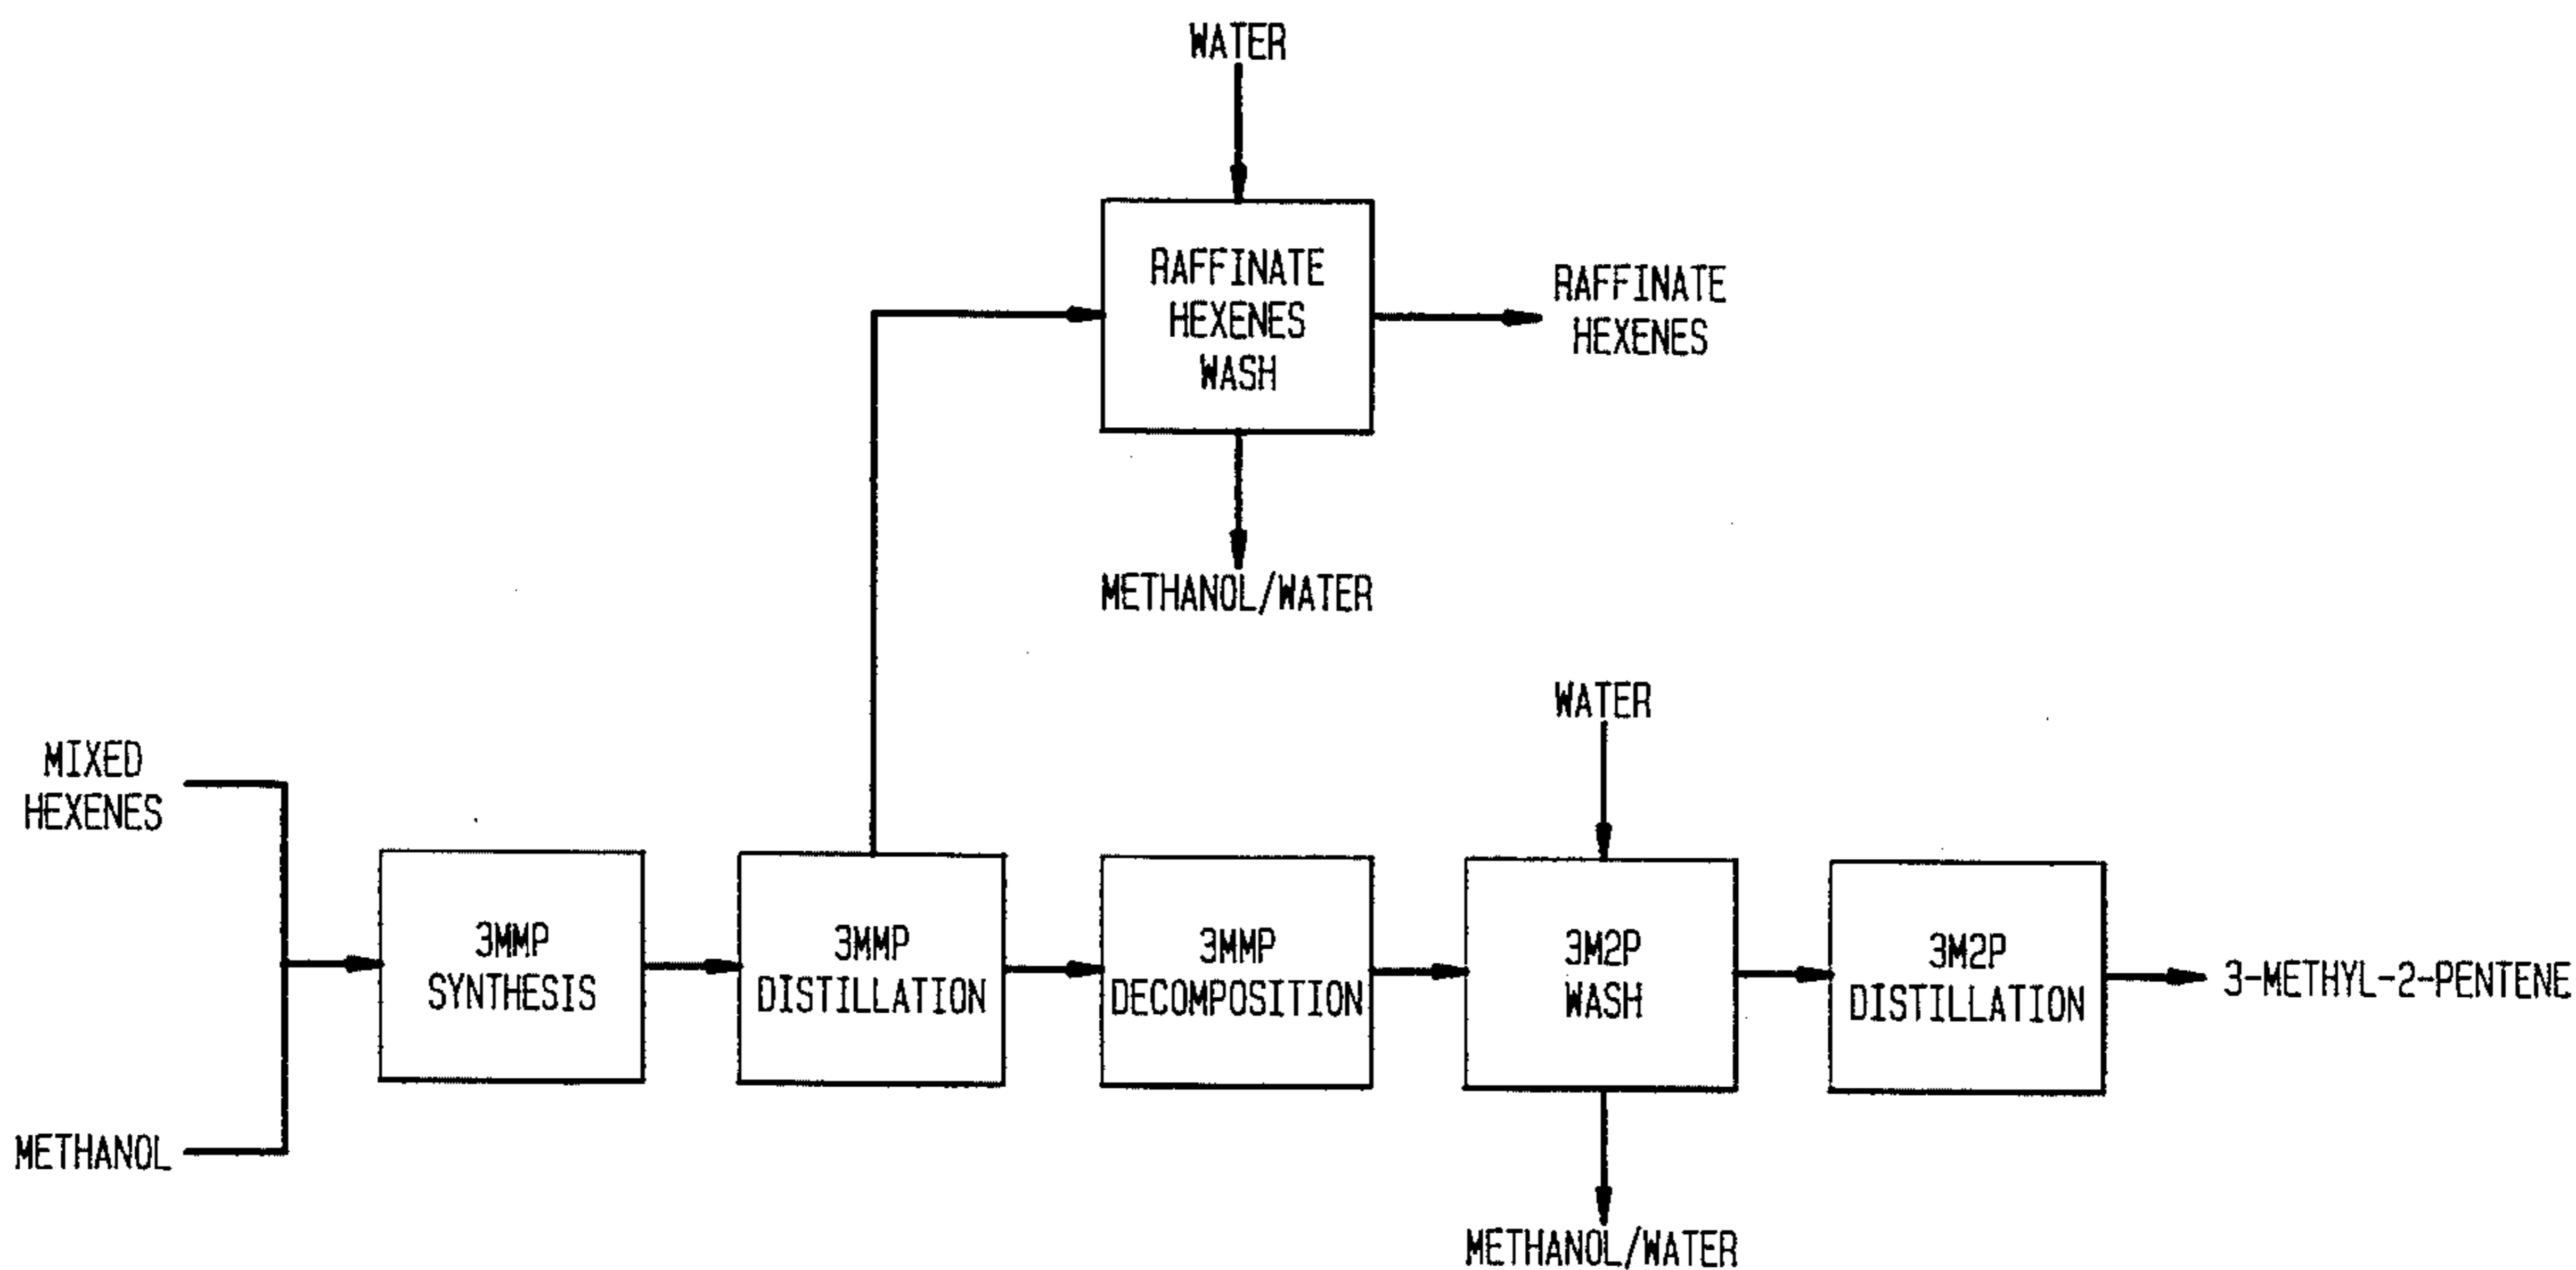 WATER
RAFFINATE
HEXENES
WASH
RAFFINATE
HEXENES
METHANOL/WATER
WATER
MIXED
HEXENES
METHANOL
3MMP
SYNTHESIS
3MMP
DISTILLATION
3MMP
DECOMPOSITION
3M2P
WASH
3M2P
DISTILLATION
3-METHYL-2-PENTENE
METHANOL/WATER